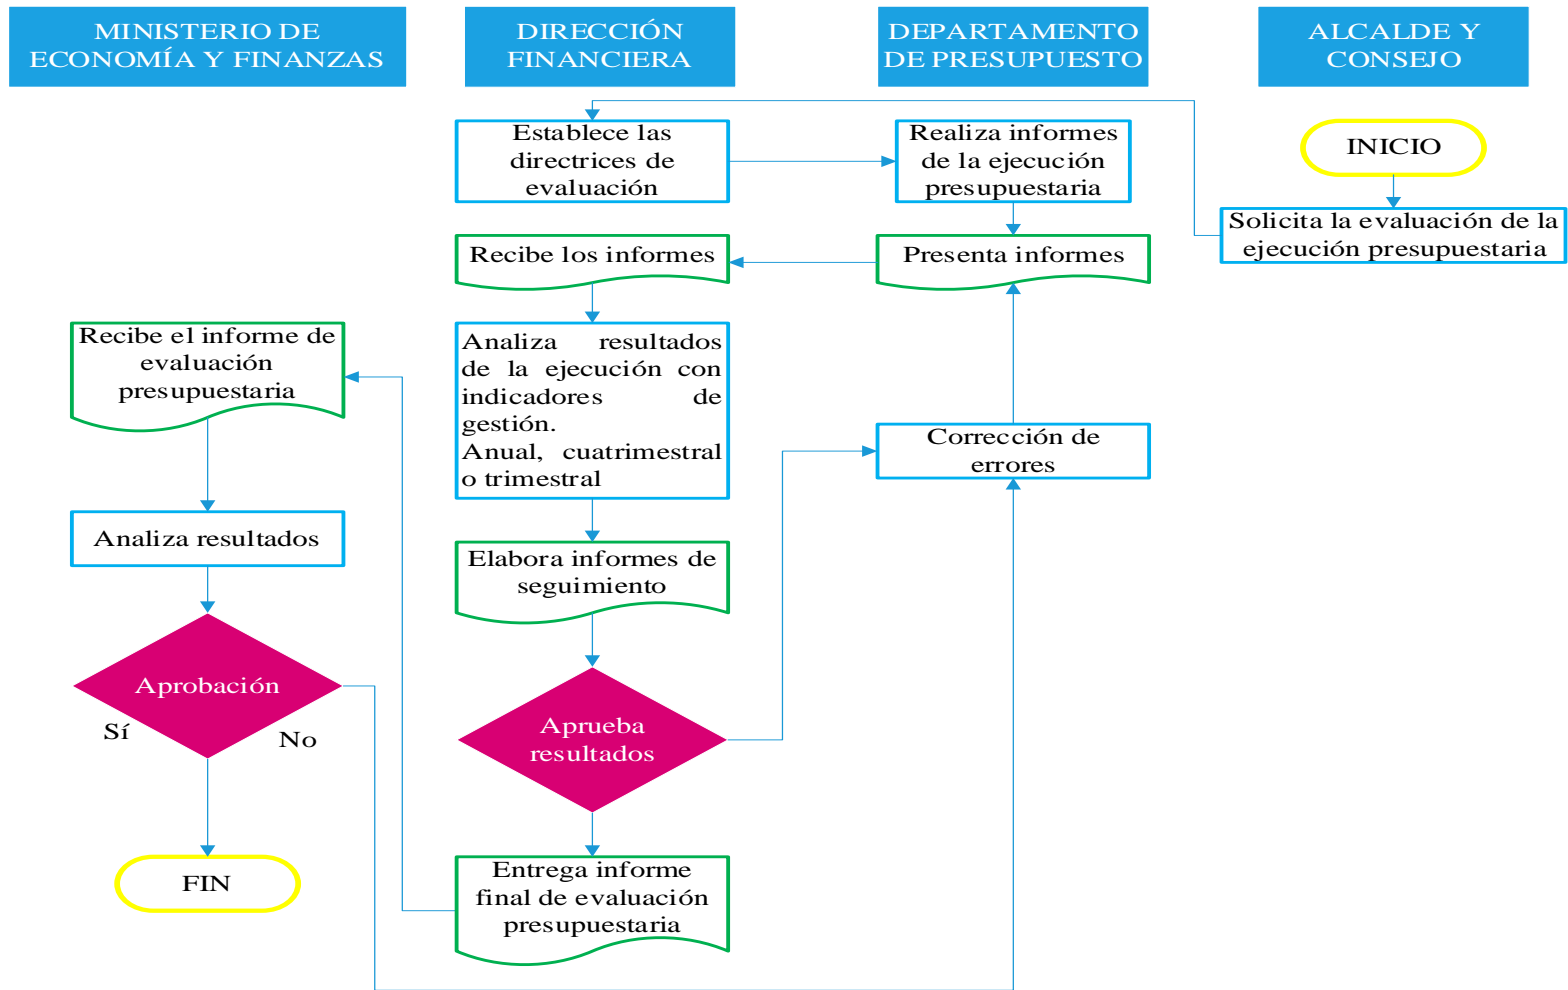 MINISTERIO DE
ECONOMÍA Y FINANZAS
DIRECCIÓN
FINANCIERA
DEPARTAMENTO
DE PRESUPUESTO
ALCALDE Y
CONSEJO
Establece las
directrices de
evaluación
Realiza informes
de la ejecución
presupuestaria
INICIO
Solicita la evaluación de la
ejecución presupuestaria
Recibe los informes
Presenta informes
Recibe el informe de
evaluación
presupuestaria
Analiza resultados
de la ejecución con
indicadores de
gestión.
Anual, cuatrimestral
o trimestral
Corrección de
errores
Analiza resultados
Elabora informes de
seguimiento
Aprobación
Sí
No
Aprueba
resultados
FIN
Entrega informe
final de evaluación
presupuestaria